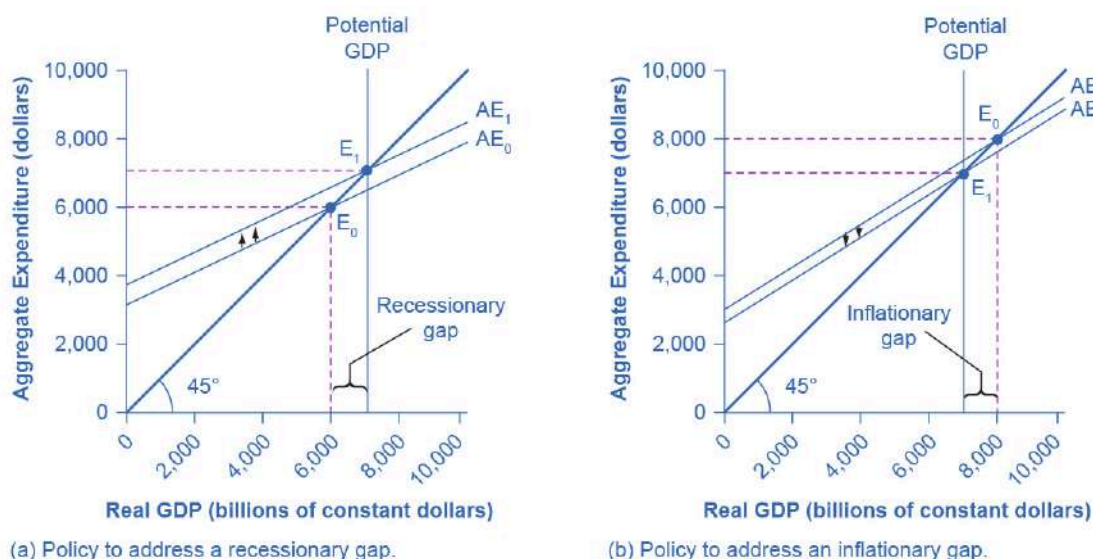 Potential
GDP
10,000
8,000
6,000
4,000
2,000
0
Aggregate Expenditure (dollars)
AE1
AE0
E1
E0
Recessionary
gap
45°
0
2,000
4,000
6,000
8,000
10,000
Real GDP (billions of constant dollars)
(a) Policy to address a recessionary gap.
Potential
GDP
10,000
8,000
6,000
4,000
2,000
0
Aggregate Expenditure (dollars)
AE
AE
E0
E1
Inflationary
gap
45°
0
2,000
4,000
6,000
8,000
10,000
Real GDP (billions of constant dollars)
(b) Policy to address an inflationary gap.